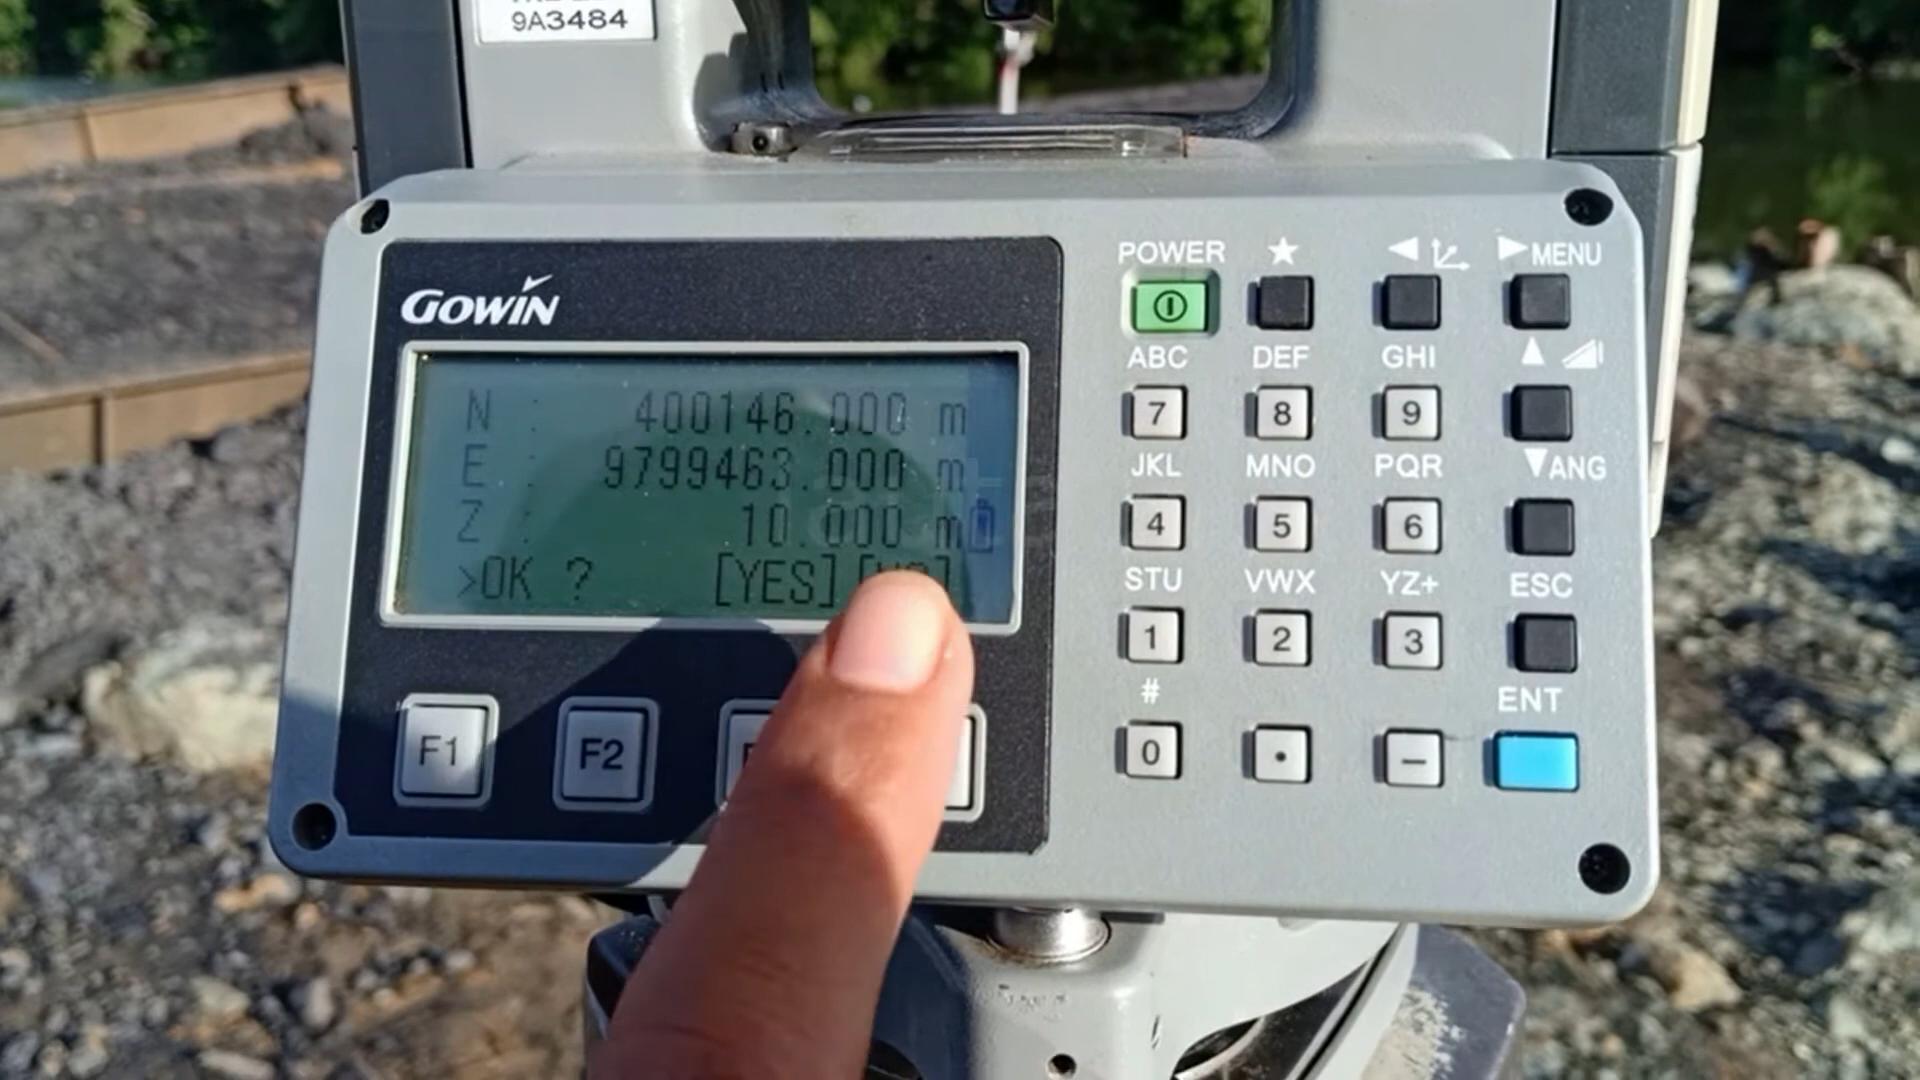 9A3484
POWER ★ ◀ ▶MENU
GOWIN
ABC DEF GHI ▲
N : 400146.000 m
7 8 9
E : 9799463.000 m
JKL MNO PQR ▼ANG
Z : 10.000 m
4 5 6
>OK ? [YES]
STU VWX YZ+ ESC
1 2 3
# ENT
F1 F2
0 . –